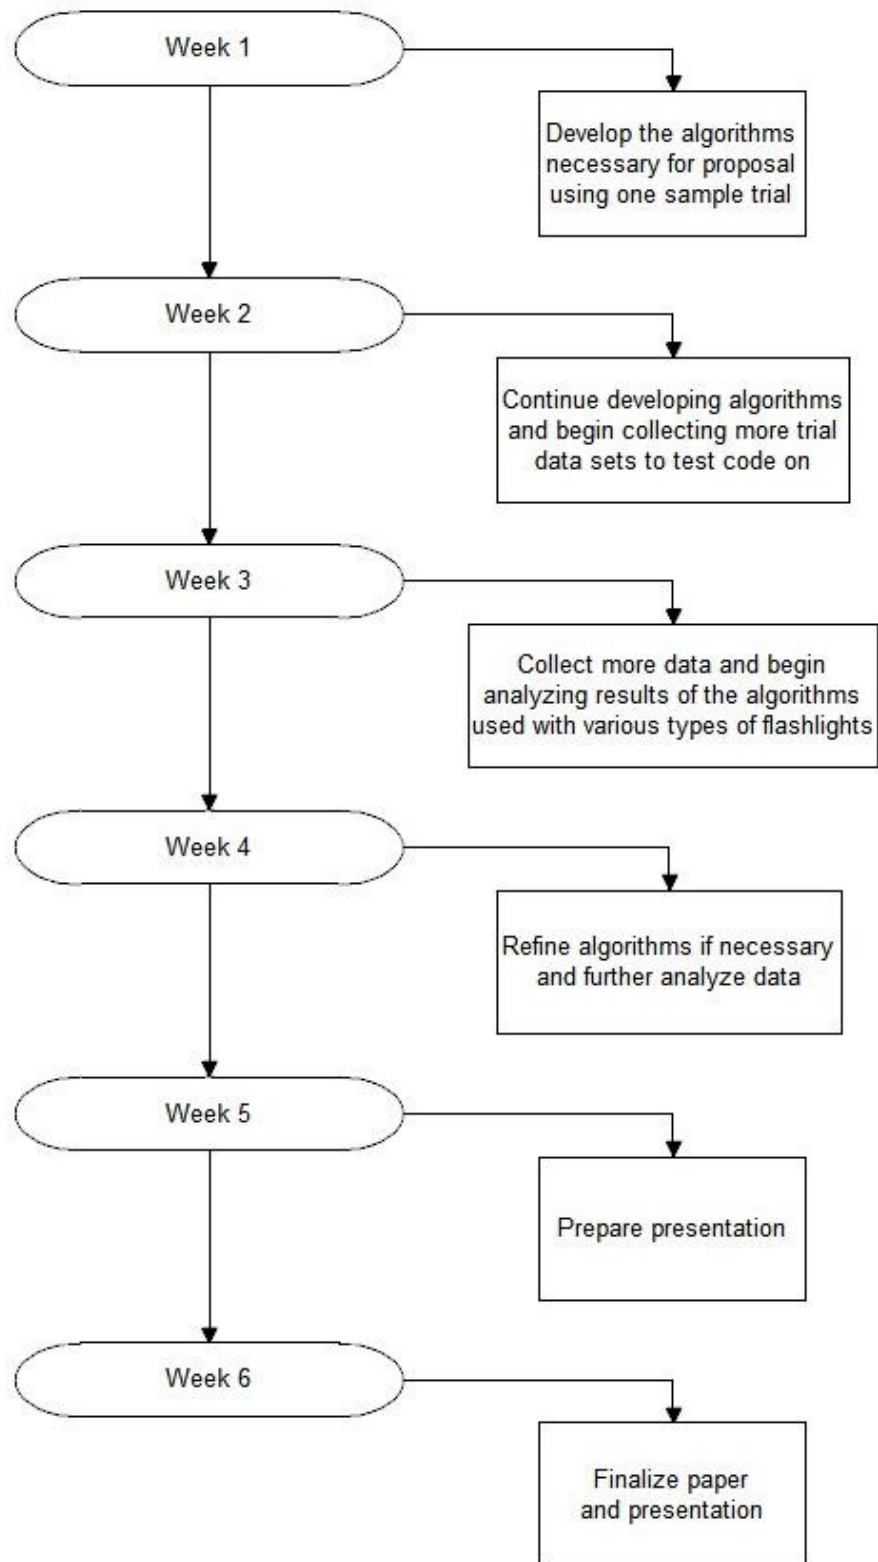 Week 1
Develop the algorithms
necessary for proposal
using one sample trial
Week 2
Continue developing algorithms
and begin collecting more trial
data sets to test code on
Week 3
Collect more data and begin
analyzing results of the algorithms
used with various types of flashlights
Week 4
Refine algorithms if necessary
and further analyze data
Week 5
Prepare presentation
Week 6
Finalize paper
and presentation